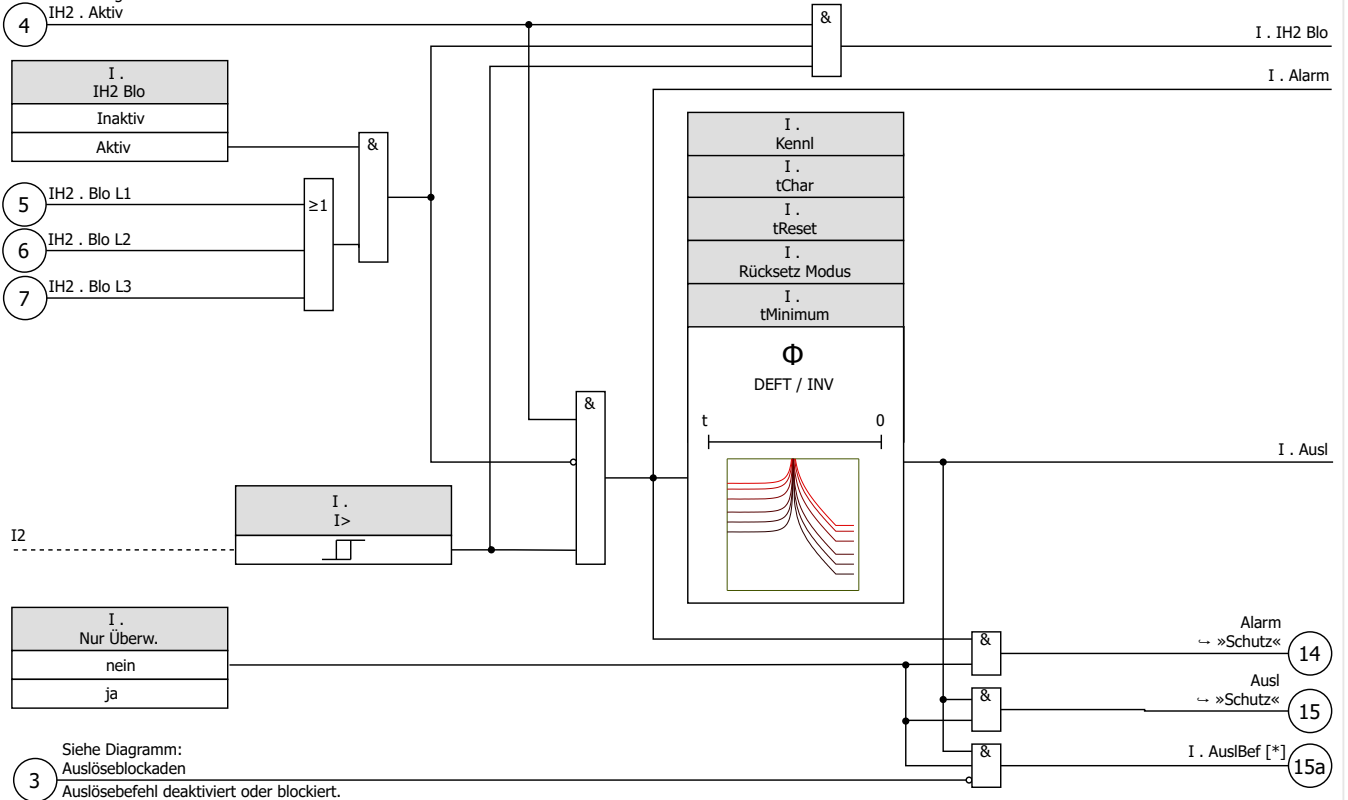 4
IH2 . Aktiv
&
I . IH2 Blo
I . Alarm
I .
IH2 Blo
Inaktiv
Aktiv
&
5
IH2 . Blo L1
≥1
6
IH2 . Blo L2
7
IH2 . Blo L3
I .
Kennl
I .
tChar
I .
tReset
I .
Rücksetz Modus
I .
tMinimum
Φ
DEFT / INV
t
0
&
I . Ausl
I2
I .
I>
I .
Nur Überw.
nein
ja
&
Alarm
↪ »Schutz«
14
&
Ausl
↪ »Schutz«
15
&
I . AuslBef [*]
15a
3
Siehe Diagramm:
Auslöseblockaden
Auslösebefehl deaktiviert oder blockiert.